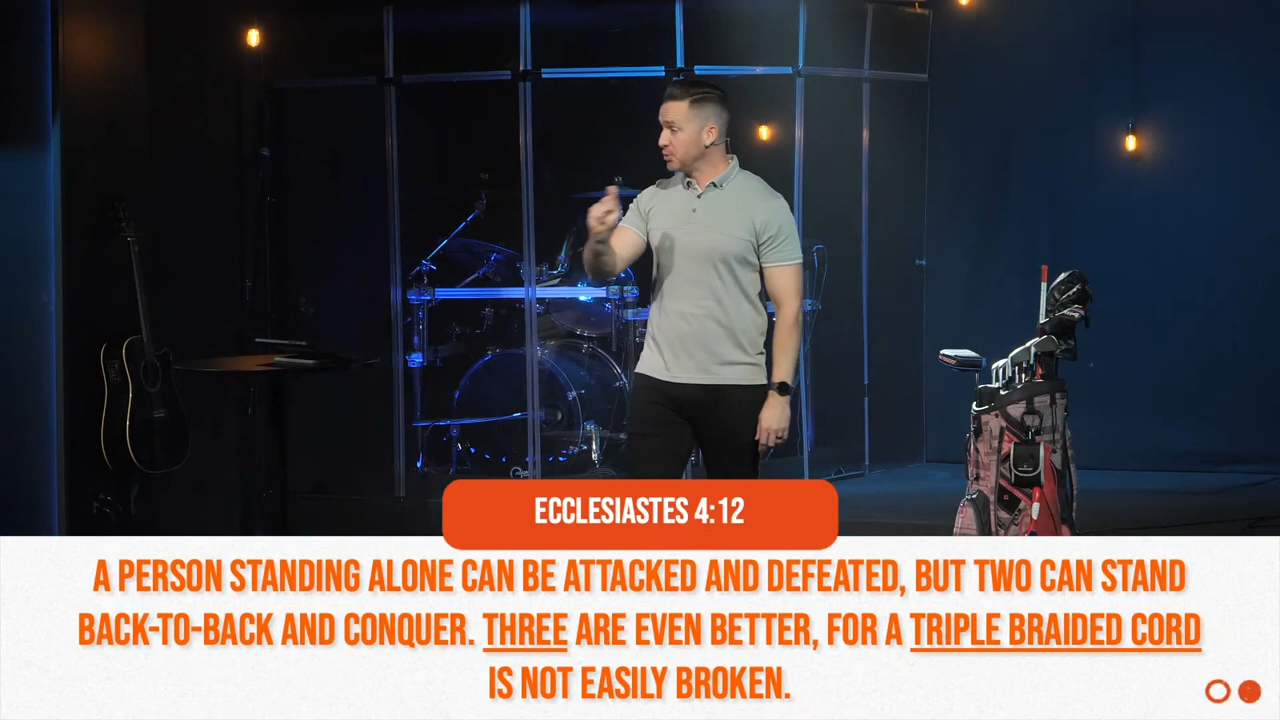 ECCLESIASTES 4:12
A PERSON STANDING ALONE CAN BE ATTACKED AND DEFEATED, BUT TWO CAN STAND
BACK-TO-BACK AND CONQUER. THREE ARE EVEN BETTER, FOR A TRIPLE BRAIDED CORD
IS NOT EASILY BROKEN.